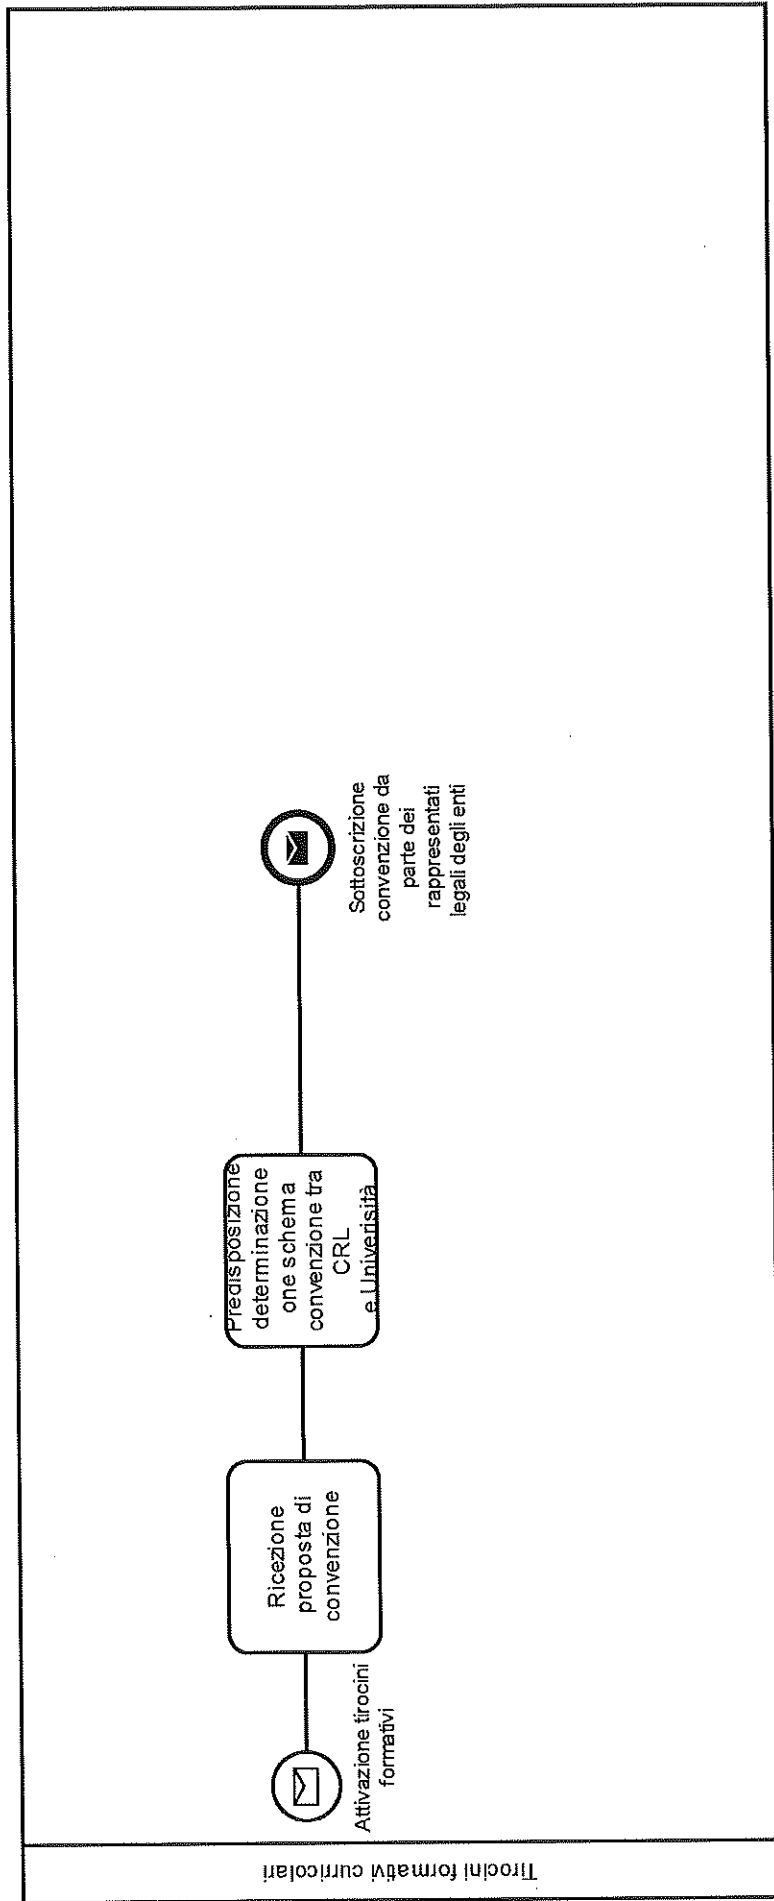 Tirocini formativi curricolari
Attivazione tirocini
formativi
Ricezione
proposta di
convenzione
Predisposizione
determinazione
one schema
convenzione tra
CRL
e Univerisità
Sottoscrizione
convenzione da
parte dei
rappresentati
legali degli enti